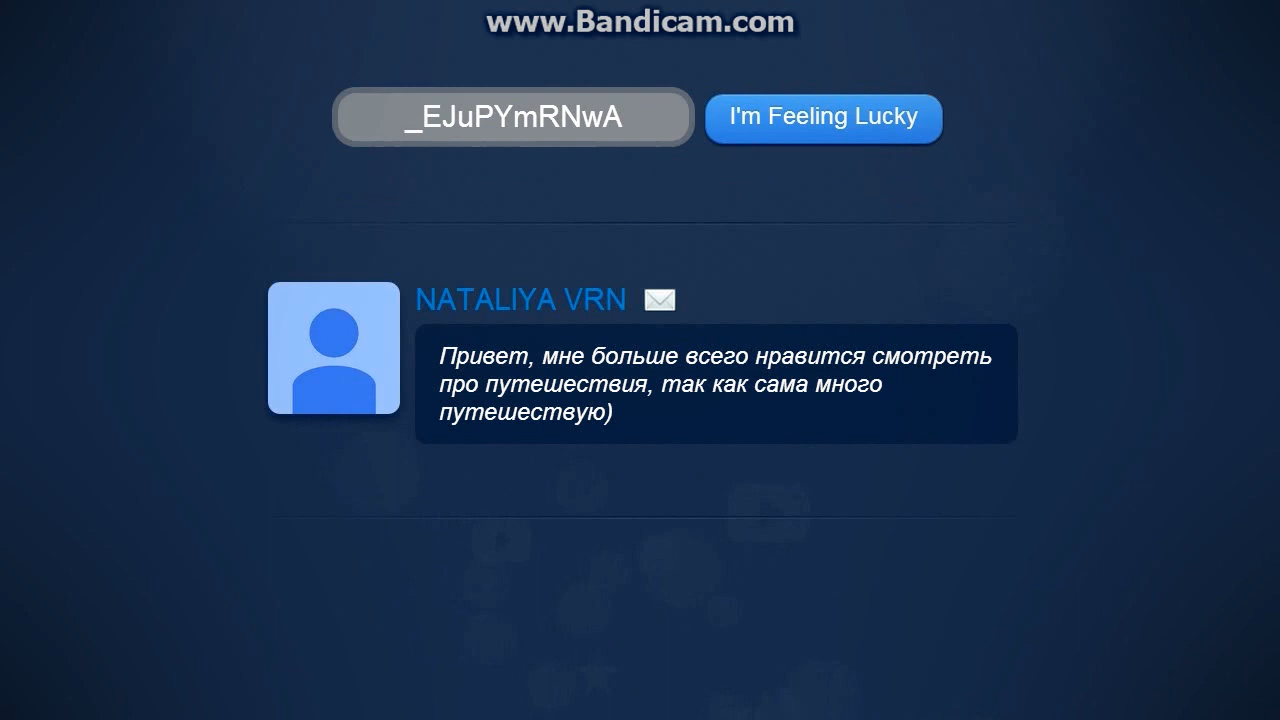 www.Bandicam.com
_EJuPYmRNwA
I'm Feeling Lucky
NATALIYA VRN
Привет, мне больше всего нравится смотреть
про путешествия, так как сама много
путешествую)